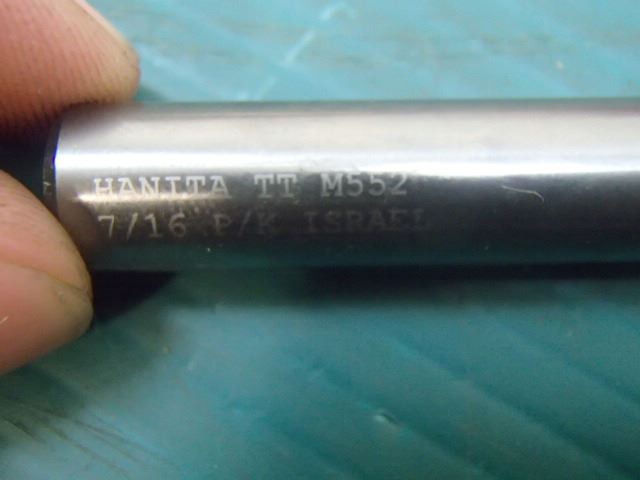 HANITA TT M552
7/16 P/K ISRAEL